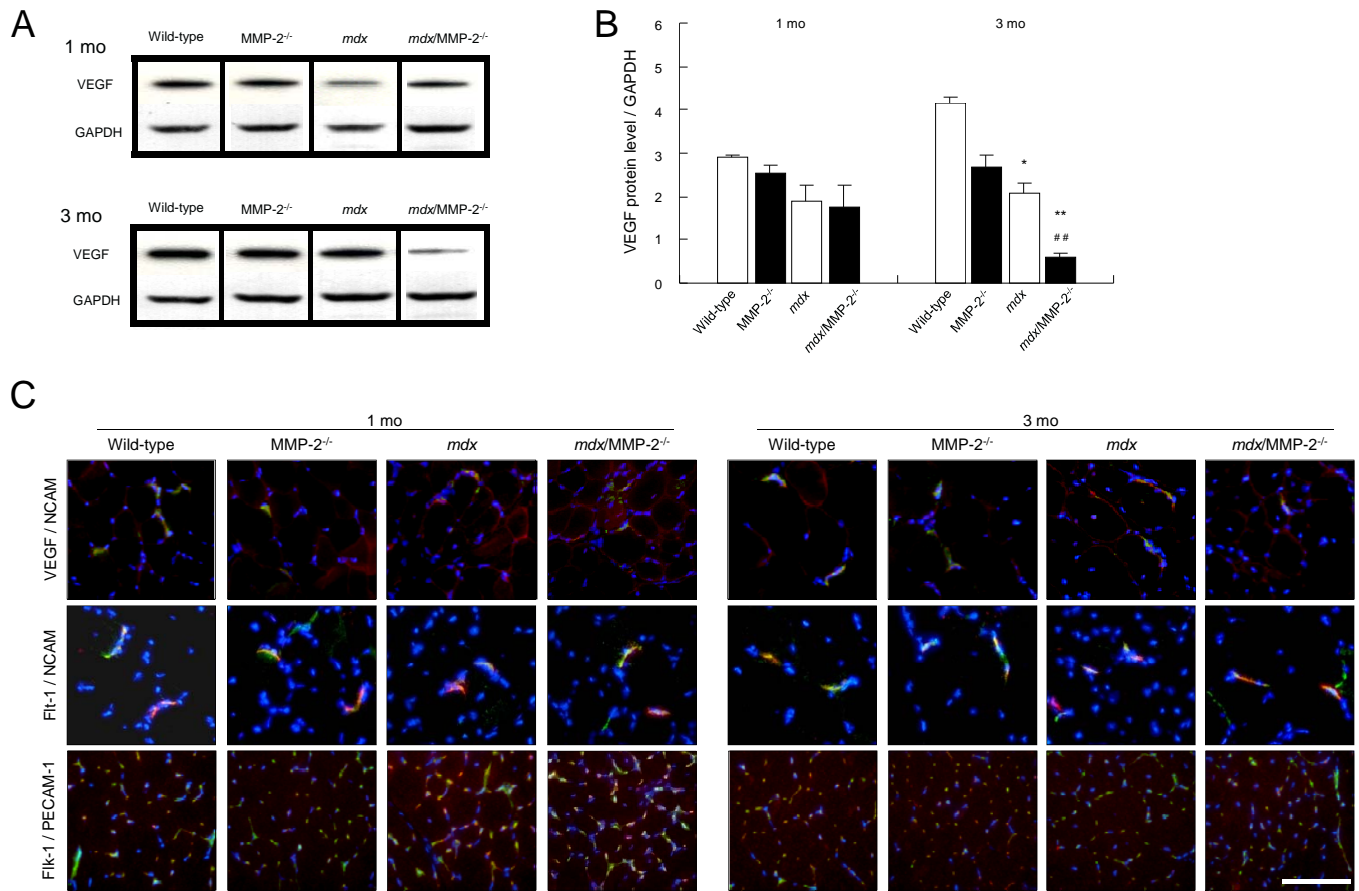 A
Wild-type MMP-2-/- mdx mdx/MMP-2-/-
1 mo
VEGF
GAPDH
Wild-type MMP-2-/- mdx mdx/MMP-2-/-
3 mo
VEGF
GAPDH
B
1 mo 3 mo
VEGF protein level / GAPDH
6
5
4
3
2
1
0
*
**
##
Wild-type MMP-2-/- mdx mdx/MMP-2-/- Wild-type MMP-2-/- mdx mdx/MMP-2-/-
C
1 mo 3 mo
Wild-type MMP-2-/- mdx mdx/MMP-2-/- Wild-type MMP-2-/- mdx mdx/MMP-2-/-
VEGF / NCAM
Flt-1 / NCAM
Flk-1 / PECAM-1